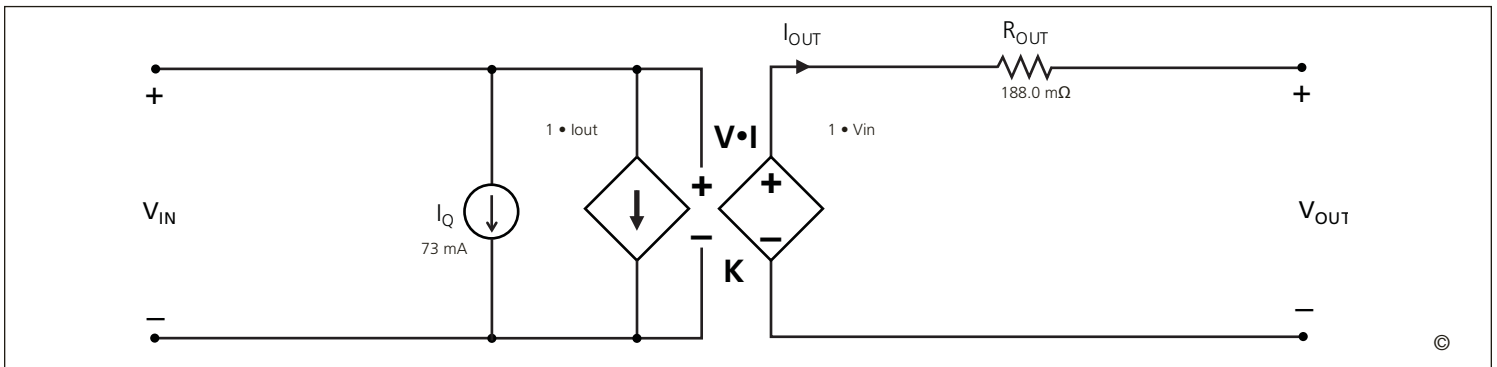 I_OUT
R_OUT
+
188.0 mΩ
+
1 • Iout
V•I
1 • Vin
+
+
V_IN
I_Q
V_OUT
73 mA
–
–
K
–
–
©